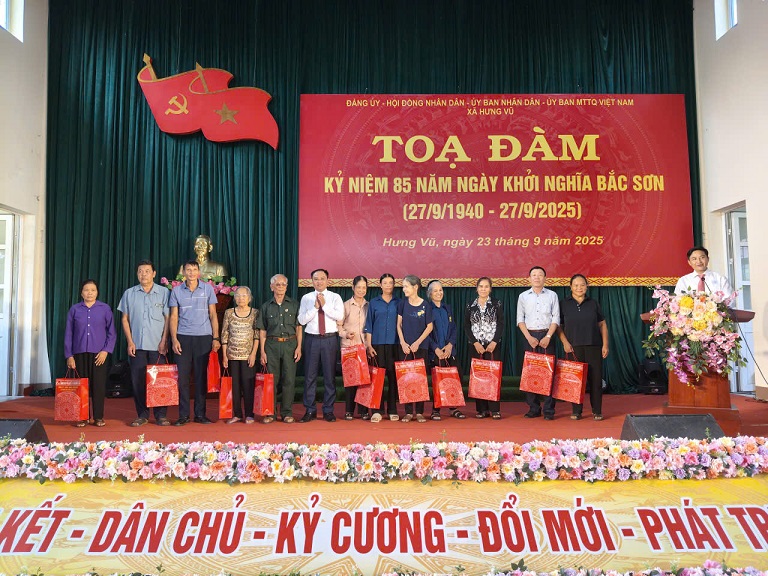 ĐẢNG ỦY - HỘI ĐỒNG NHÂN DÂN - ỦY BAN NHÂN DÂN - ỦY BAN MTTQ VIỆT NAM
XÃ HƯNG VŨ
TOẠ ĐÀM
KỶ NIỆM 85 NĂM NGÀY KHỞI NGHĨA BẮC SƠN
(27/9/1940 - 27/9/2025)
Hưng Vũ, ngày 23 tháng 9 năm 2025
KẾT - DÂN CHỦ - KỶ CƯƠNG - ĐỔI MỚI - PHÁT TR